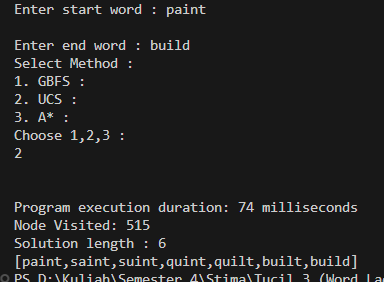 Enter start word : paint
Enter end word : build
Select Method :
1. GBFS :
2. UCS :
3. A* :
Choose 1,2,3 :
2
Program execution duration: 74 milliseconds
Node Visited: 515
Solution length : 6
[paint,saint,suint,quint,quilt,built,build]
PS D:\Kuliah\Semester 4\Stima\Tucil 3 (Word La